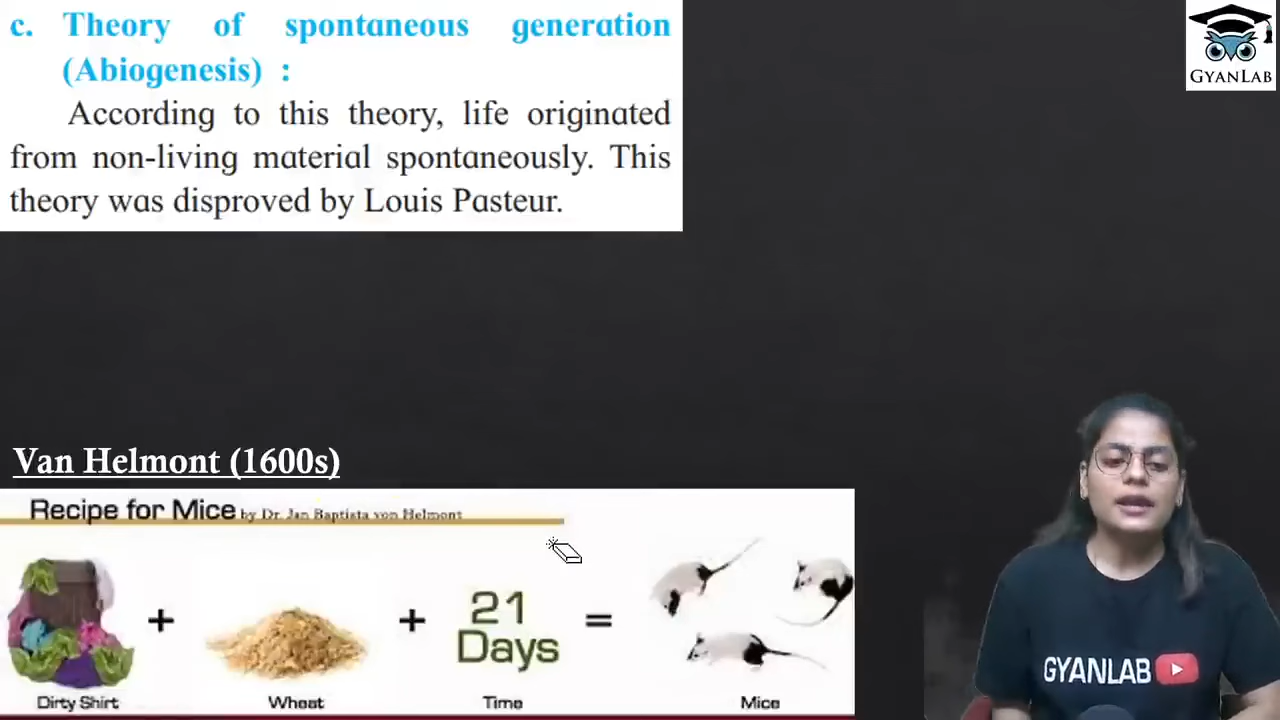 c. Theory of spontaneous generation
(Abiogenesis) :
According to this theory, life originated
from non-living material spontaneously. This
theory was disproved by Louis Pasteur.
GYANLAB
Van Helmont (1600s)
Recipe for Mice by Dr. Jan Baptista von Helmont
+ + 21 =
Days
Dirty Shirt Wheat Time Mice
GYANLAB